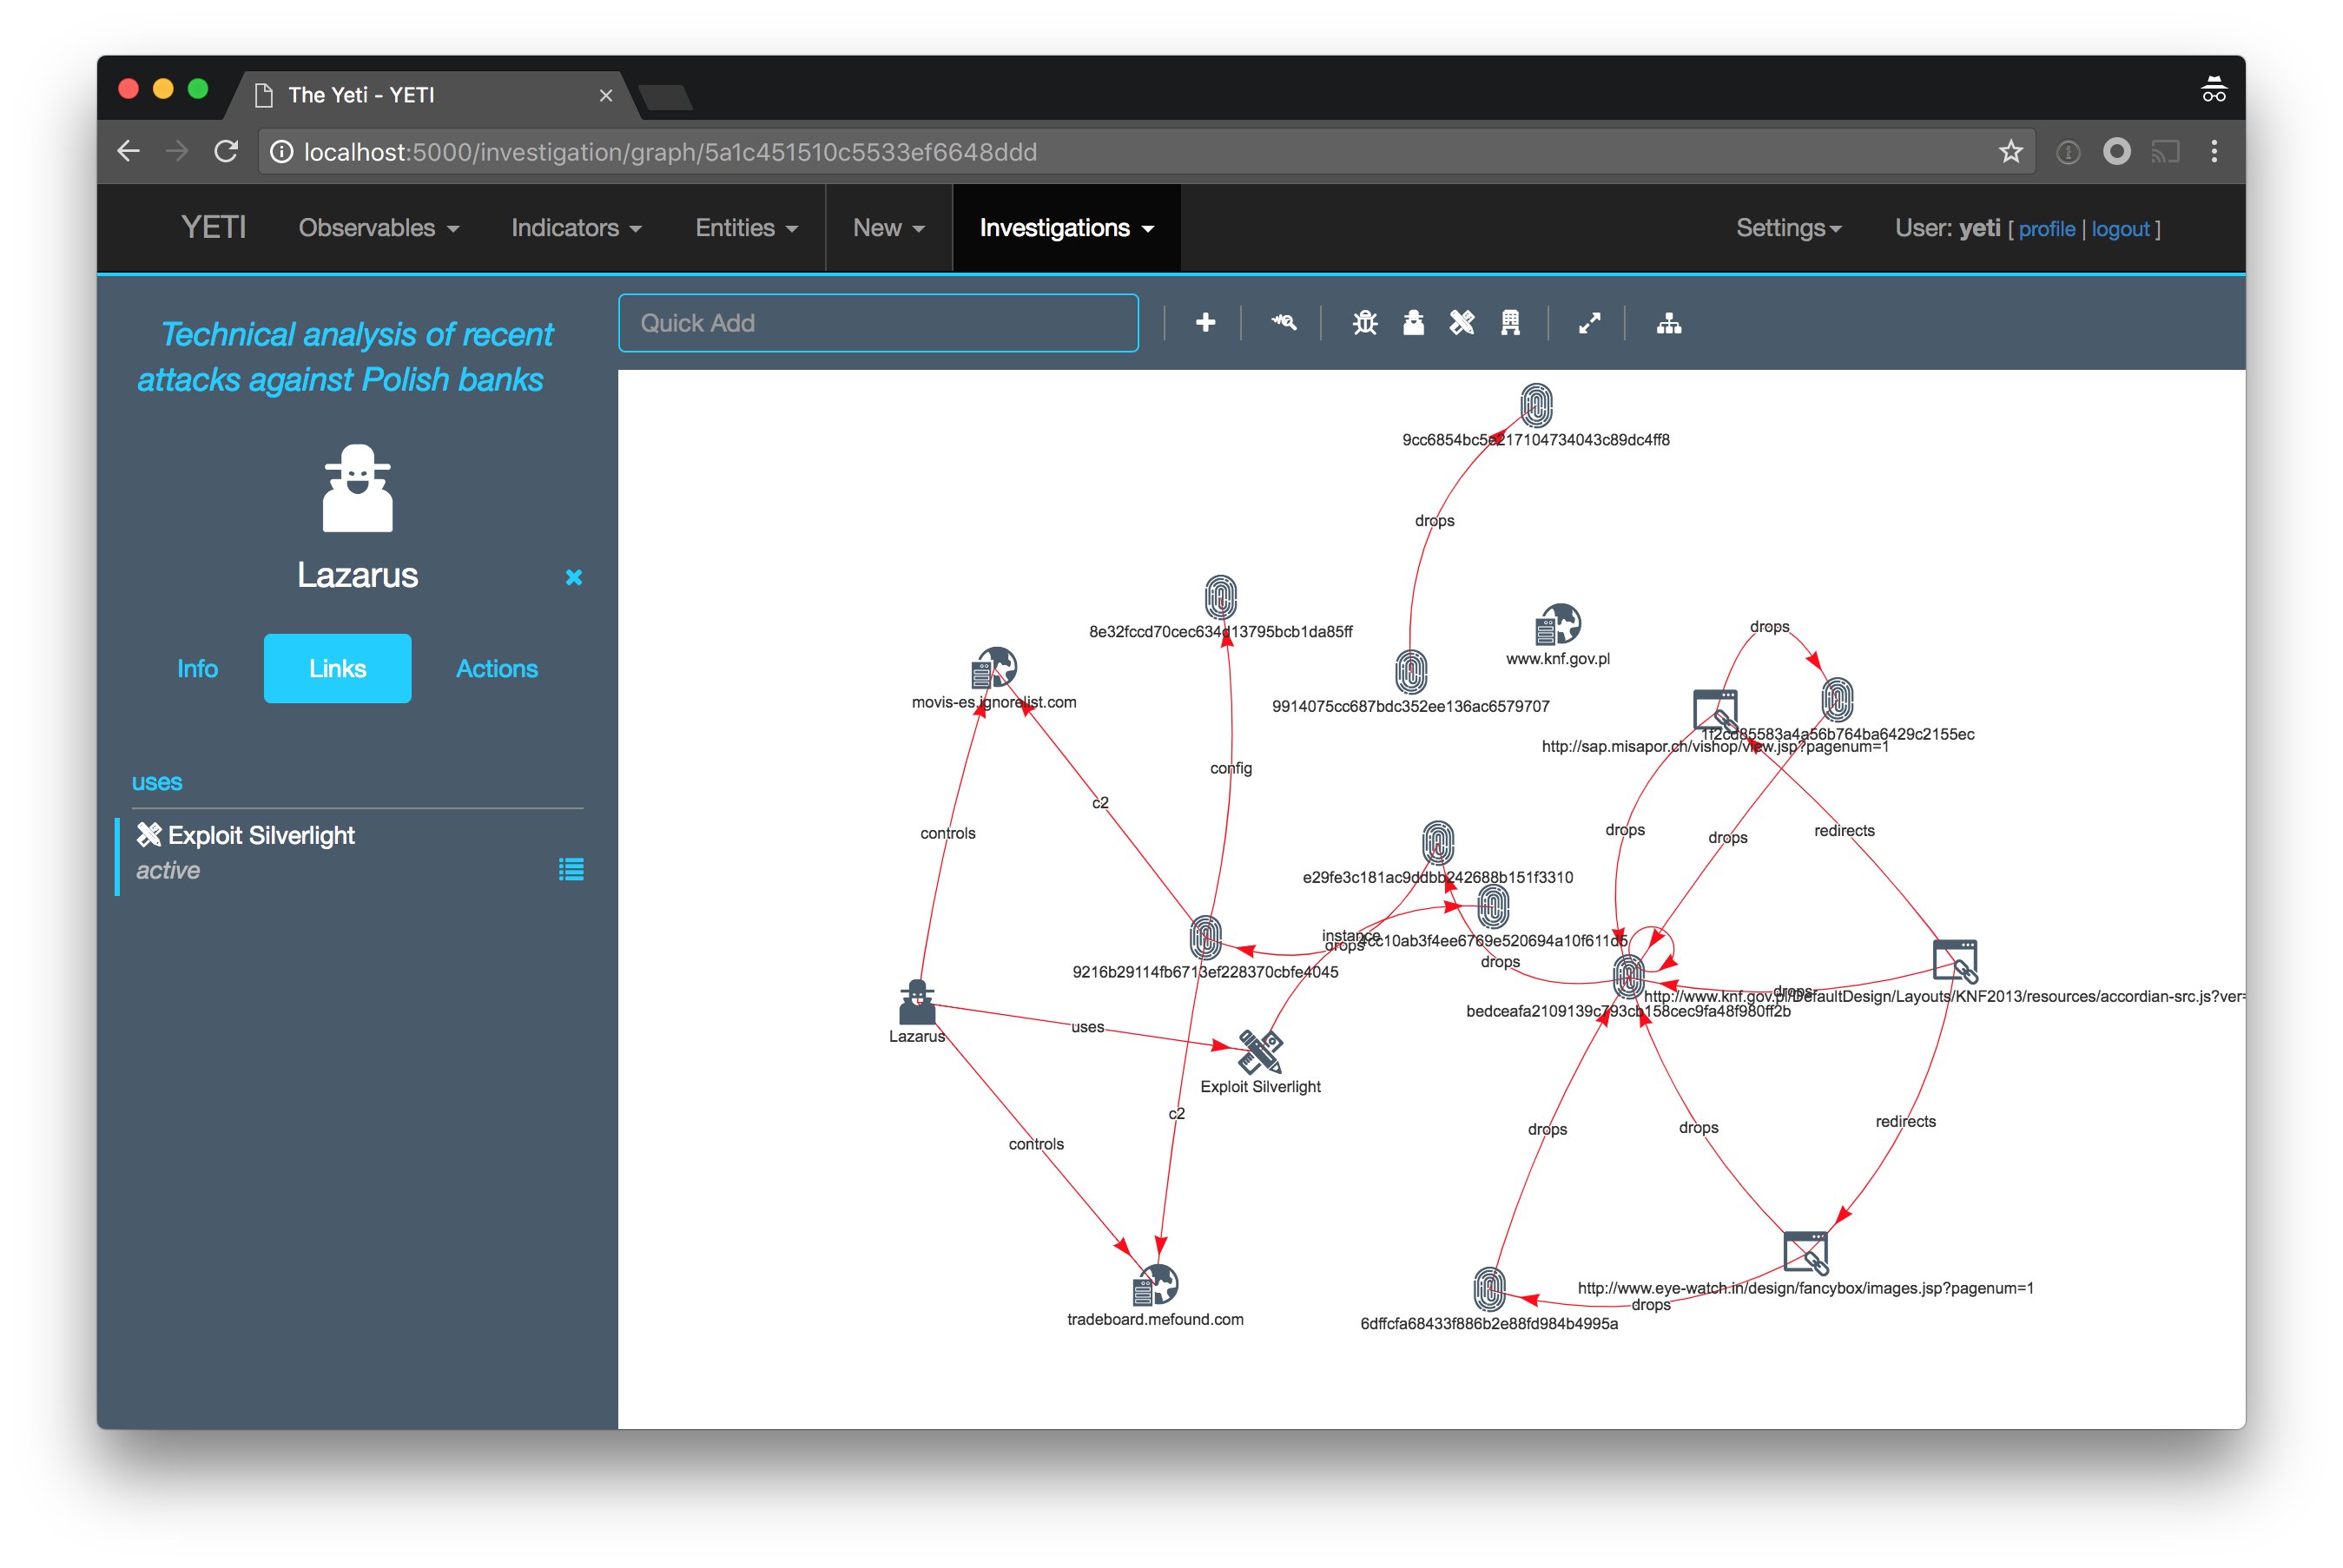 The Yeti - YETI
localhost:5000/investigation/graph/5a1c451510c5533ef6648ddd
YETI Observables Indicators Entities New Investigations Settings User: yeti [ profile | logout ]
Technical analysis of recent
attacks against Polish banks
Quick Add
Lazarus
Info Links Actions
uses
Exploit Silverlight
active
9cc6854bc5e217104734043c89dc4ff8
drops
8e32fccd70cec634d13795bcb1da85ff
www.knf.gov.pl
drops
movis-es.ignorelist.com
9914075cc687bdc352ee136ac6579707
1f2cd85583a4a56b764ba6429c2155ec
http://sap.misapor.ch/vishop/view.jsp?pagenum=1
config
c2
controls
drops
drops
redirects
e29fe3c181ac9ddbb242688b151f3310
instance
drops
4cc10ab3f4ee6769e520694a10f611d5
drops
9216b29114fb6713ef228370cbfe4045
drops
http://www.knf.gov.pl/DefaultDesign/Layouts/KNF2013/resources/accordian-src.js?ver=
bedceafa2109139c793cb158cec9fa48f980ff2b
uses
Lazarus
Exploit Silverlight
c2
controls
drops
drops
redirects
http://www.eye-watch.in/design/fancybox/images.jsp?pagenum=1
drops
tradeboard.mefound.com
6dffcfa68433f886b2e88fd984b4995a